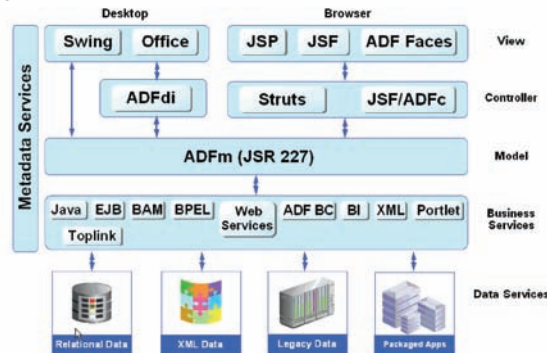 Desktop Browser
Swing Office JSP JSF ADF Faces View
ADFdi Struts JSF/ADFc Controller
Metadata Services
ADFm (JSR 227) Model
Java EJB BAM BPEL Web Services ADF BC BI XML Portlet Business Services
Toplink
Data Services
Relational Data XML Data Legacy Data Packaged Apps